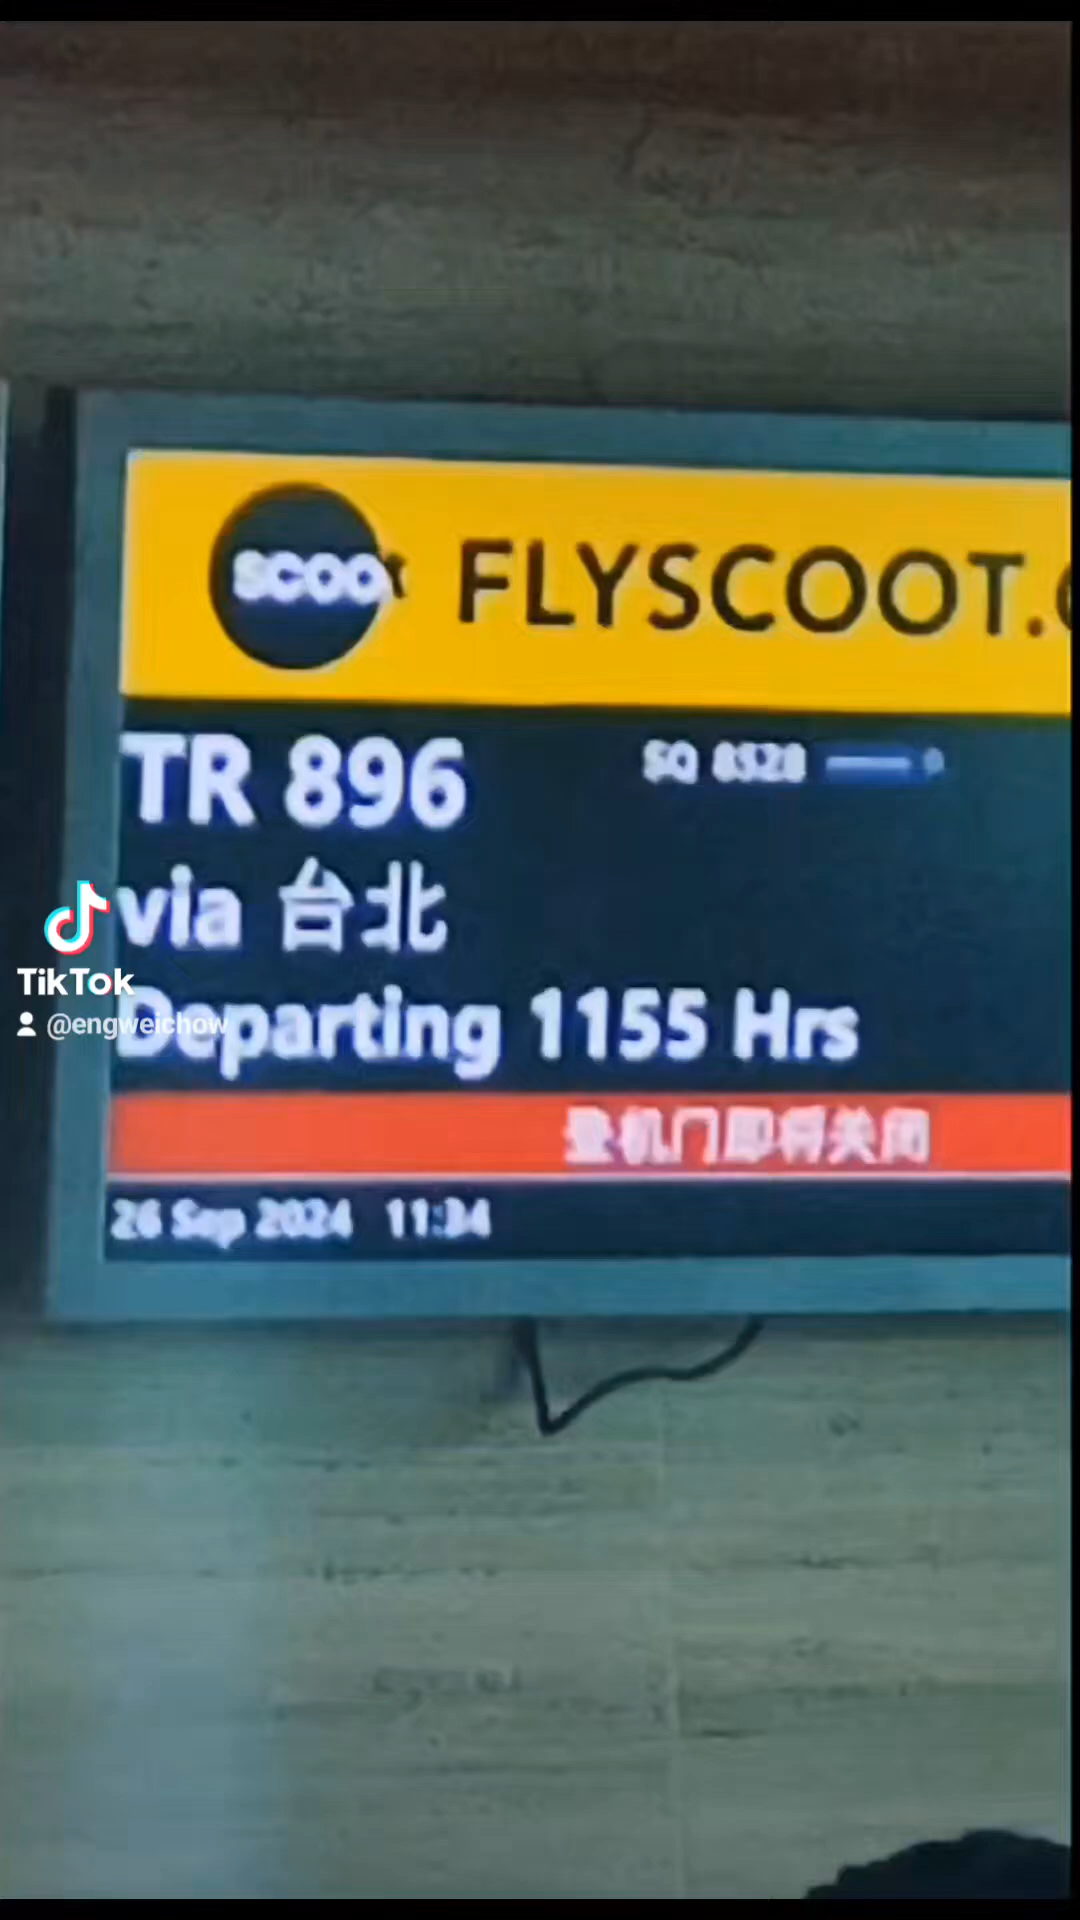 scoot
FLYSCOOT.
TR 896
SQ 8528
via 台北
Departing 1155 Hrs
登机门即将关闭
26 Sep 2024 11:34
TikTok
@engweichow